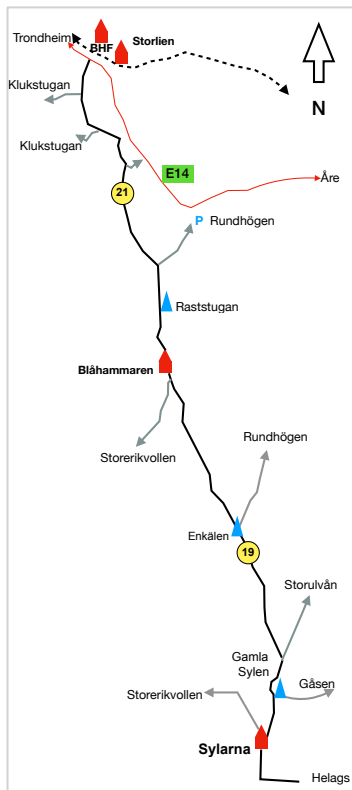 Trondheim
BHF
Storlien
Klukstugan
N
Klukstugan
E14
Åre
21
P Rundhögen
Raststugan
Blåhammaren
Rundhögen
Storerikvollen
Enkälen
19
Storulvån
Gamla
Sylen
Gåsen
Storerikvollen
Sylarna
Helags